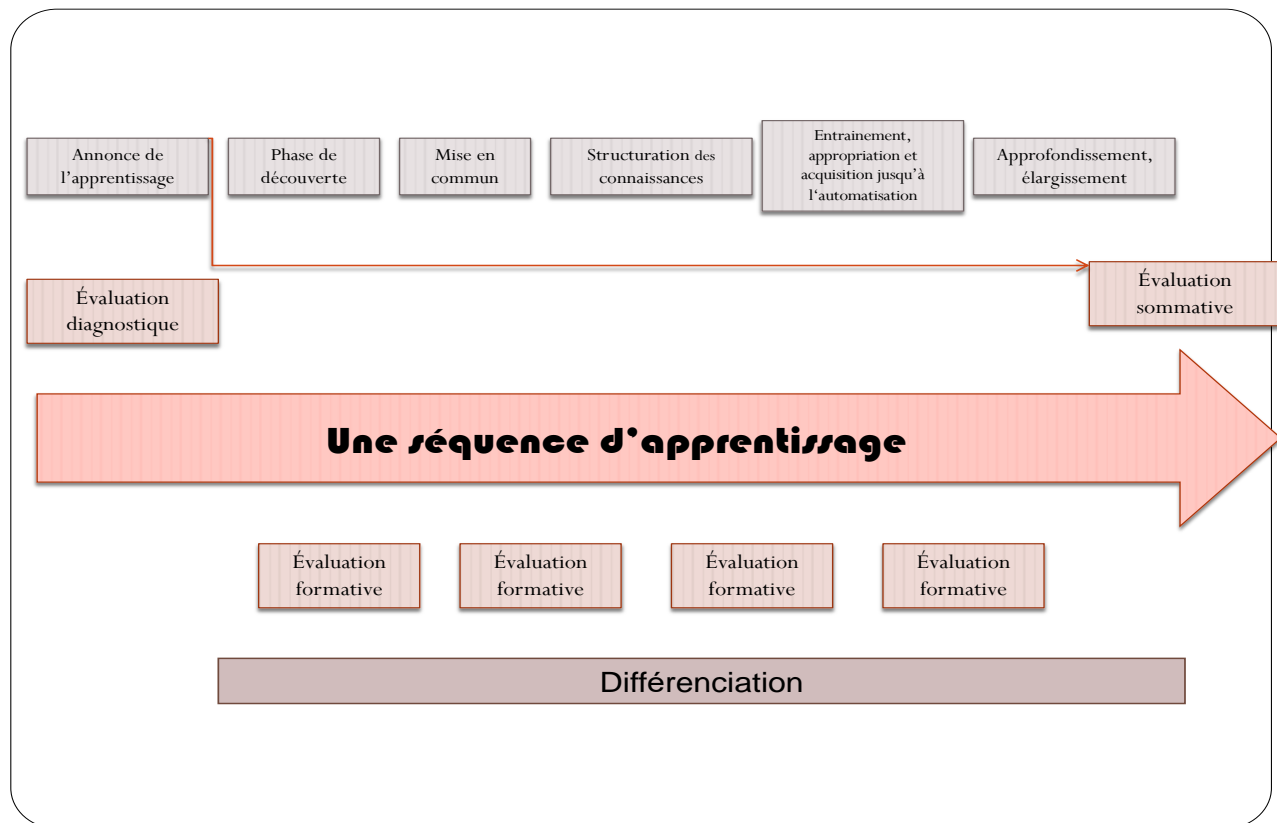 Annonce de
l’apprentissage
Phase de
découverte
Mise en
commun
Structuration des
connaissances
Entrainement,
appropriation et
acquisition jusqu’à
l‘automatisation
Approfondissement,
élargissement
Évaluation
diagnostique
Évaluation
sommative
Une séquence d’apprentissage
Évaluation
formative
Évaluation
formative
Évaluation
formative
Évaluation
formative
Différenciation